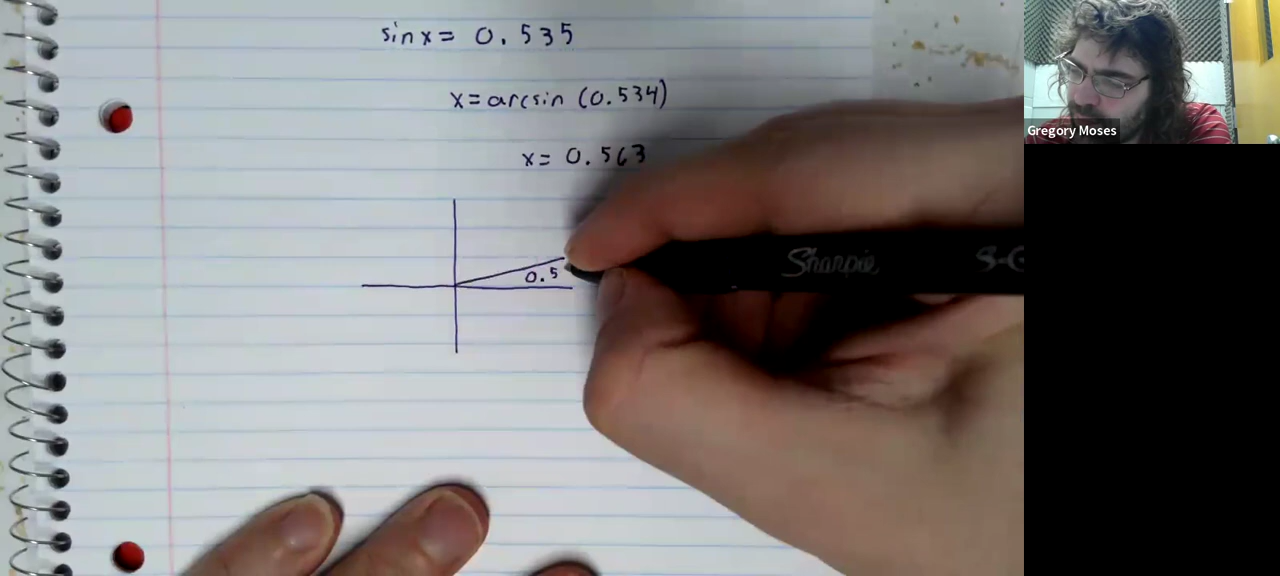 sin x = 0.535
x = arcsin (0.534)
x = 0.563
0.5
Sharpie
Gregory Moses